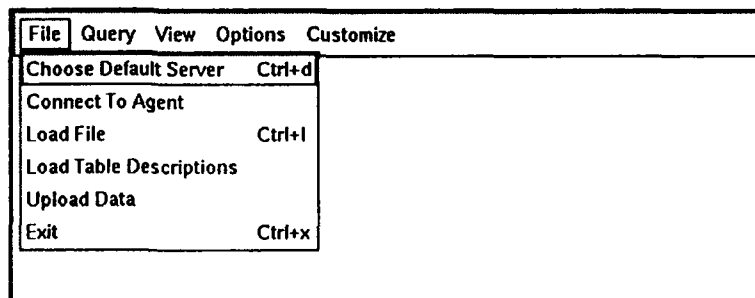 File Query View Options Customize
Choose Default Server Ctrl+d
Connect To Agent
Load File Ctrl+l
Load Table Descriptions
Upload Data
Exit Ctrl+x